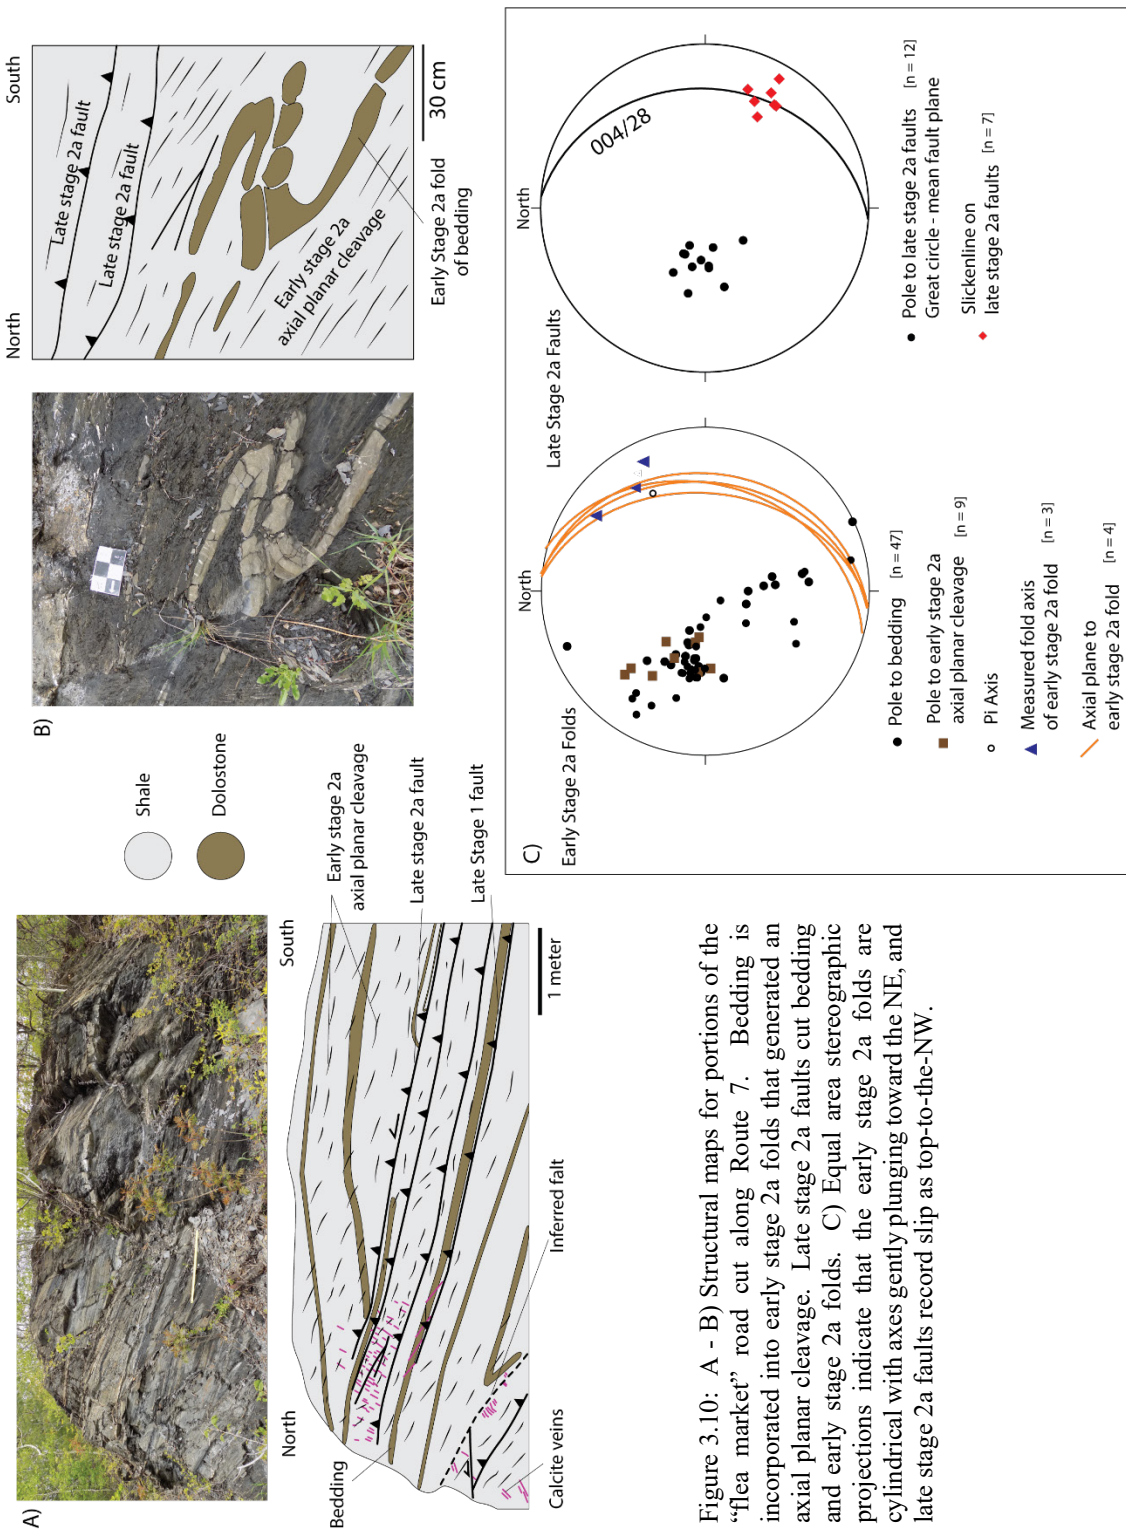 A)
North
South
Bedding
Early stage 2a
axial planar cleavage
Late stage 2a fault
Late Stage 1 fault
Inferred falt
Calcite veins
1 meter
Shale
Dolostone
B)
North
South
Late stage 2a fault
Late stage 2a fault
Early stage 2a
axial planar cleavage
Early Stage 2a fold
of bedding
30 cm
C)
Early Stage 2a Folds
North
Pole to bedding [n = 47]
Pole to early stage 2a
axial planar cleavage [n = 9]
Pi Axis
Measured fold axis
of early stage 2a fold [n = 3]
Axial plane to
early stage 2a fold [n = 4]
Late Stage 2a Faults
North
004/28
Pole to late stage 2a faults [n = 12]
Great circle - mean fault plane
Slickenline on
late stage 2a faults [n = 7]
Figure 3.10: A - B) Structural maps for portions of the
“flea market” road cut along Route 7. Bedding is
incorporated into early stage 2a folds that generated an
axial planar cleavage. Late stage 2a faults cut bedding
and early stage 2a folds. C) Equal area stereographic
projections indicate that the early stage 2a folds are
cylindrical with axes gently plunging toward the NE, and
late stage 2a faults record slip as top-to-the-NW.